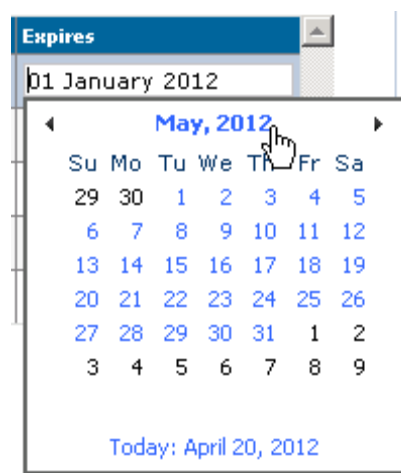 Expires
01 January 2012
May, 2012
Su Mo Tu We Th Fr Sa
29 30 1 2 3 4 5
6 7 8 9 10 11 12
13 14 15 16 17 18 19
20 21 22 23 24 25 26
27 28 29 30 31 1 2
3 4 5 6 7 8 9
Today: April 20, 2012